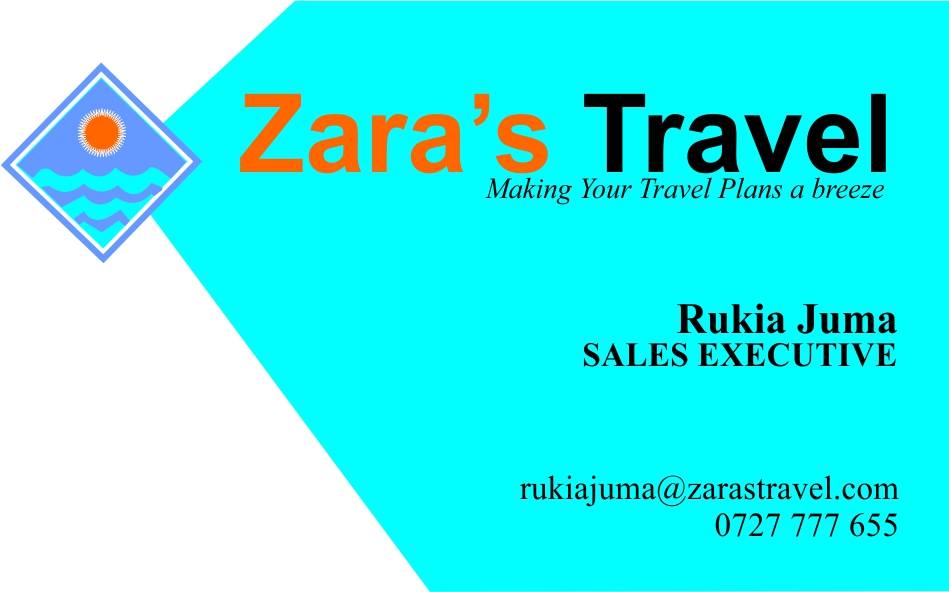 Zara’s Travel
Making Your Travel Plans a breeze
Rukia Juma
SALES EXECUTIVE
rukiajuma@zarastravel.com
0727 777 655